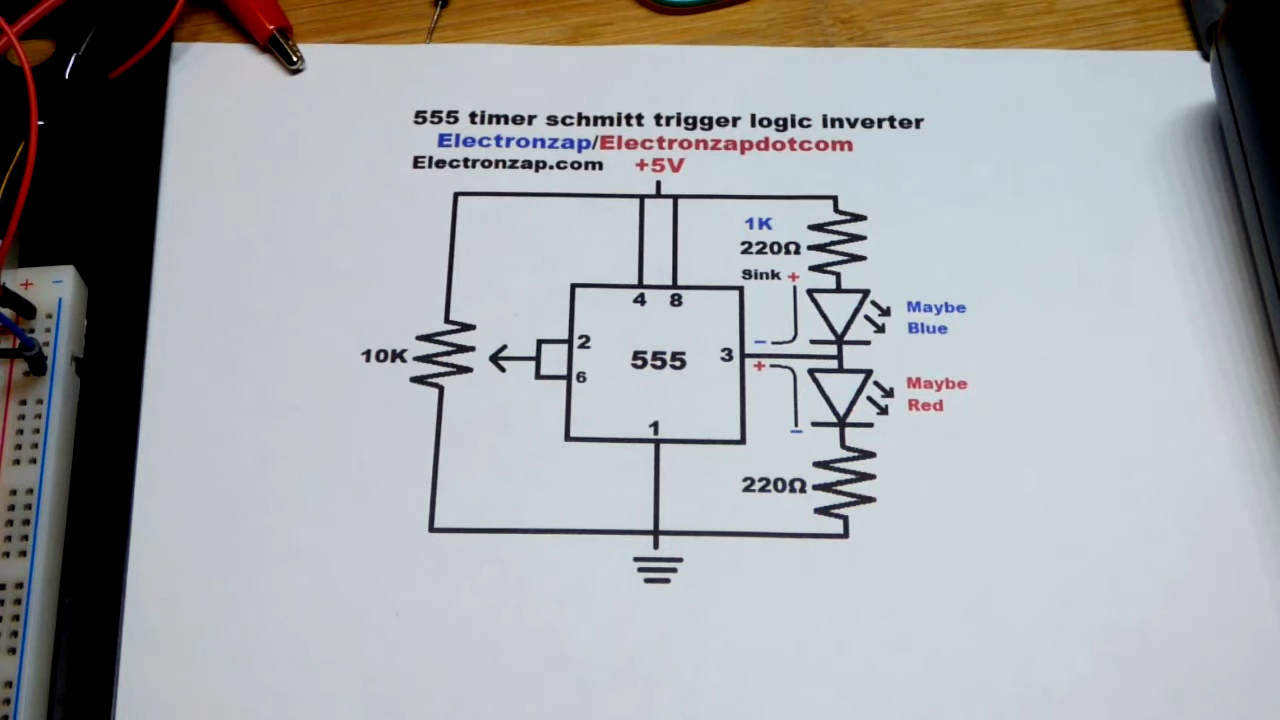 555 timer schmitt trigger logic inverter
Electronzap/Electronzapdotcom
Electronzap.com +5V
1K
220Ω
Sink +
4 8
Maybe
Blue
2
3
-
10K
555
+
6
Maybe
Red
1
-
220Ω
+ -